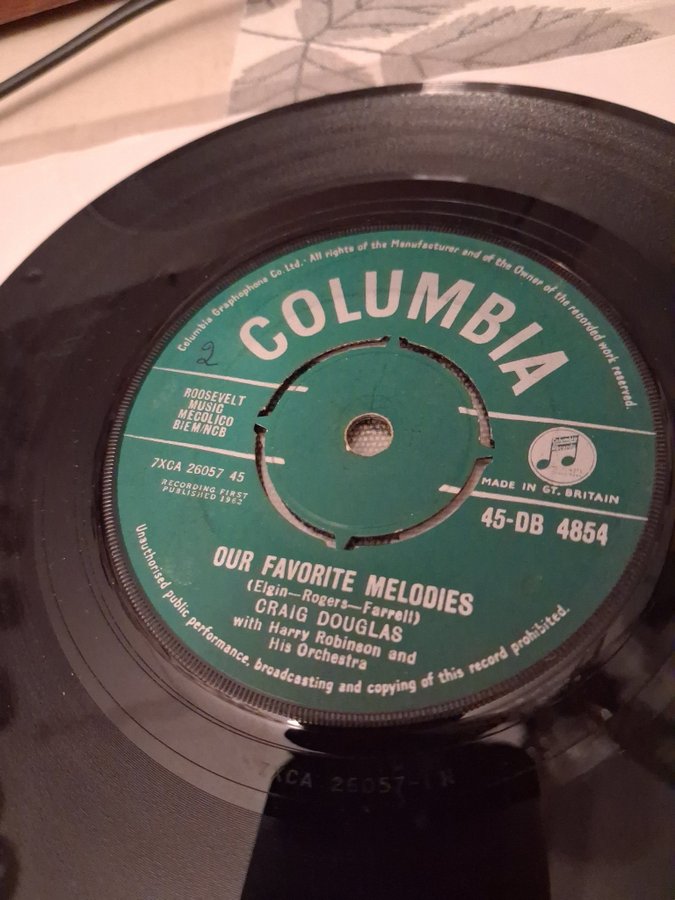 Columbia Graphophone Co. Ltd. · All rights of the Manufacturer and of the Owner of the recorded work reserved.
COLUMBIA
2
ROOSEVELT
MUSIC
MECOLICO
BIEM/NCB
7XCA 26057 45
RECORDING FIRST
PUBLISHED 1962
MADE IN GT. BRITAIN
45-DB 4854
OUR FAVORITE MELODIES
(Elgin—Rogers—Farrell)
CRAIG DOUGLAS
with Harry Robinson and
His Orchestra
Unauthorised public performance, broadcasting and copying of this record prohibited.
7XCA 26057